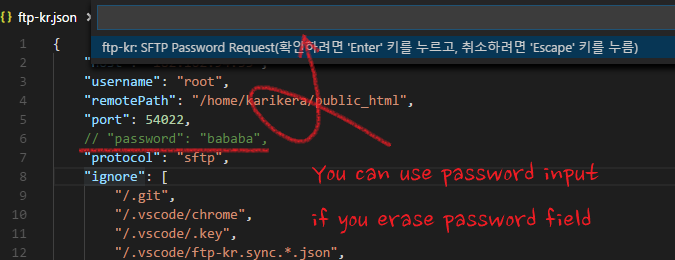 ftp-kr.json
ftp-kr: SFTP Password Request(확인하려면 'Enter' 키를 누르고, 취소하려면 'Escape' 키를 누름)
1 {
2
3 "username": "root",
4 "remotePath": "/home/karikera/public_html",
5 "port": 54022,
6 // "password": "bababa",
7 "protocol": "sftp",
8 "ignore": [
9 "/.git",
10 "/.vscode/chrome",
11 "/.vscode/.key",
12 "/.vscode/ftp-kr.sync.*.json",
You can use password input
if you erase password field